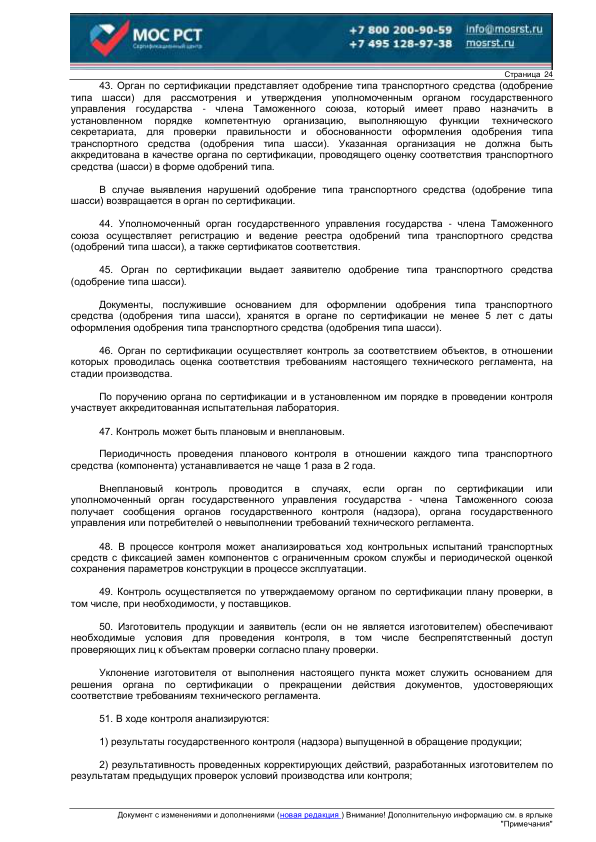 МОС РСТ
Сертификационный центр
+7 800 200-90-59
+7 495 128-97-38
info@mosrst.ru
mosrst.ru
Страница 24
43. Орган по сертификации представляет одобрение типа транспортного средства (одобрение
типа шасси) для рассмотрения и утверждения уполномоченным органом государственного
управления государства - члена Таможенного союза, который имеет право назначить в
установленном порядке компетентную организацию, выполняющую функции технического
секретариата, для проверки правильности и обоснованности оформления одобрения типа
транспортного средства (одобрения типа шасси). Указанная организация не должна быть
аккредитована в качестве органа по сертификации, проводящего оценку соответствия транспортного
средства (шасси) в форме одобрений типа.
В случае выявления нарушений одобрение типа транспортного средства (одобрение типа
шасси) возвращается в орган по сертификации.
44. Уполномоченный орган государственного управления государства - члена Таможенного
союза осуществляет регистрацию и ведение реестра одобрений типа транспортного средства
(одобрений типа шасси), а также сертификатов соответствия.
45. Орган по сертификации выдает заявителю одобрение типа транспортного средства
(одобрение типа шасси).
Документы, послужившие основанием для оформлении одобрения типа транспортного
средства (одобрения типа шасси), хранятся в органе по сертификации не менее 5 лет с даты
оформления одобрения типа транспортного средства (одобрения типа шасси).
46. Орган по сертификации осуществляет контроль за соответствием объектов, в отношении
которых проводилась оценка соответствия требованиям настоящего технического регламента, на
стадии производства.
По поручению органа по сертификации и в установленном им порядке в проведении контроля
участвует аккредитованная испытательная лаборатория.
47. Контроль может быть плановым и внеплановым.
Периодичность проведения планового контроля в отношении каждого типа транспортного
средства (компонента) устанавливается не чаще 1 раза в 2 года.
Внеплановый контроль проводится в случаях, если орган по сертификации или
уполномоченный орган государственного управления государства - члена Таможенного союза
получает сообщения органов государственного контроля (надзора), органа государственного
управления или потребителей о невыполнении требований технического регламента.
48. В процессе контроля может анализироваться ход контрольных испытаний транспортных
средств с фиксацией замен компонентов с ограниченным сроком службы и периодической оценкой
сохранения параметров конструкции в процессе эксплуатации.
49. Контроль осуществляется по утверждаемому органом по сертификации плану проверки, в
том числе, при необходимости, у поставщиков.
50. Изготовитель продукции и заявитель (если он не является изготовителем) обеспечивают
необходимые условия для проведения контроля, в том числе беспрепятственный доступ
проверяющих лиц к объектам проверки согласно плану проверки.
Уклонение изготовителя от выполнения настоящего пункта может служить основанием для
решения органа по сертификации о прекращении действия документов, удостоверяющих
соответствие требованиям технического регламента.
51. В ходе контроля анализируются:
1) результаты государственного контроля (надзора) выпущенной в обращение продукции;
2) результативность проведенных корректирующих действий, разработанных изготовителем по
результатам предыдущих проверок условий производства или контроля;
Документ с изменениями и дополнениями (новая редакция ) Внимание! Дополнительную информацию см. в ярлыке
"Примечания"